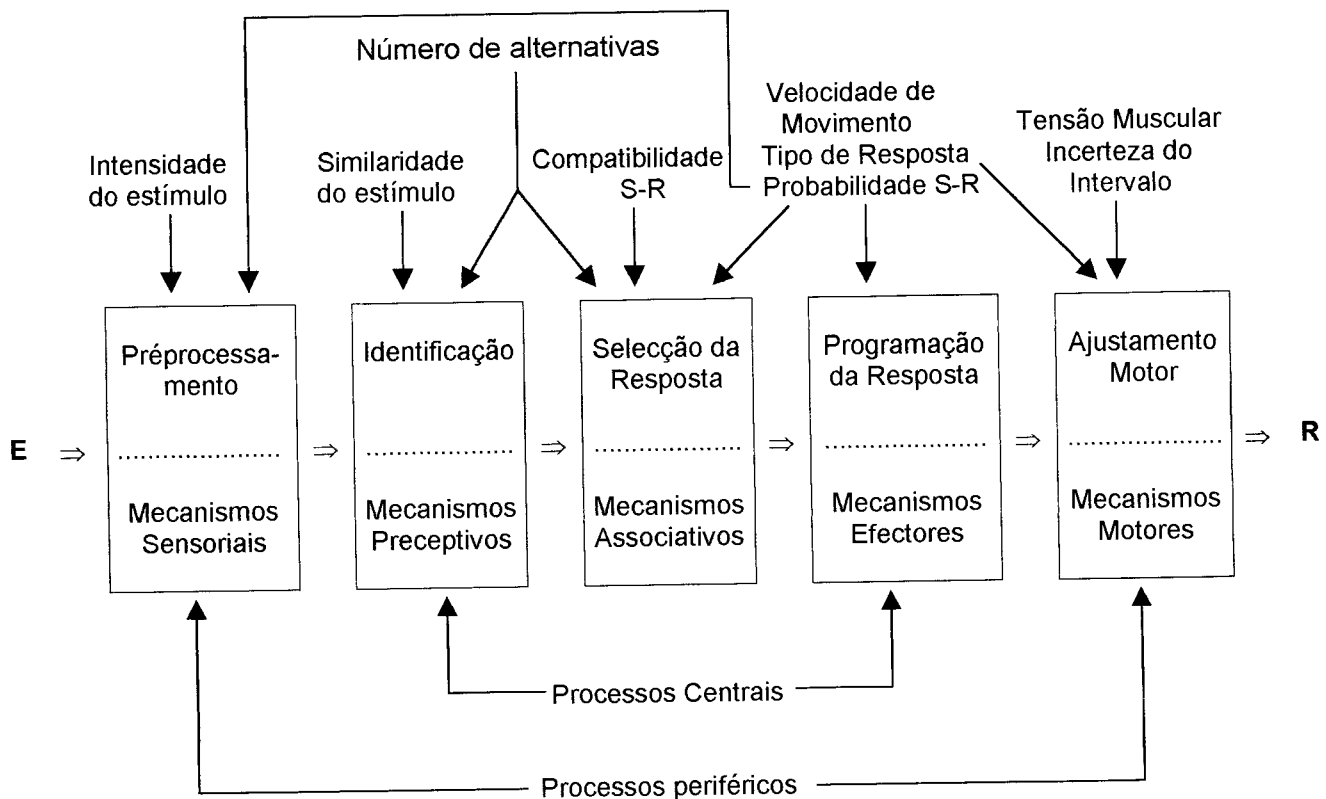 Número de alternativas
Intensidade
do estímulo
Similaridade
do estímulo
Compatibilidade
S-R
Velocidade de
Movimento
Tipo de Resposta
Probabilidade S-R
Tensão Muscular
Incerteza do
Intervalo
E ⇒
Préprocessa-
mento
Mecanismos
Sensoriais
⇒
Identificação
Mecanismos
Preceptivos
⇒
Selecção da
Resposta
Mecanismos
Associativos
⇒
Programação
da Resposta
Mecanismos
Efectores
⇒
Ajustamento
Motor
Mecanismos
Motores
⇒ R
Processos Centrais
Processos periféricos